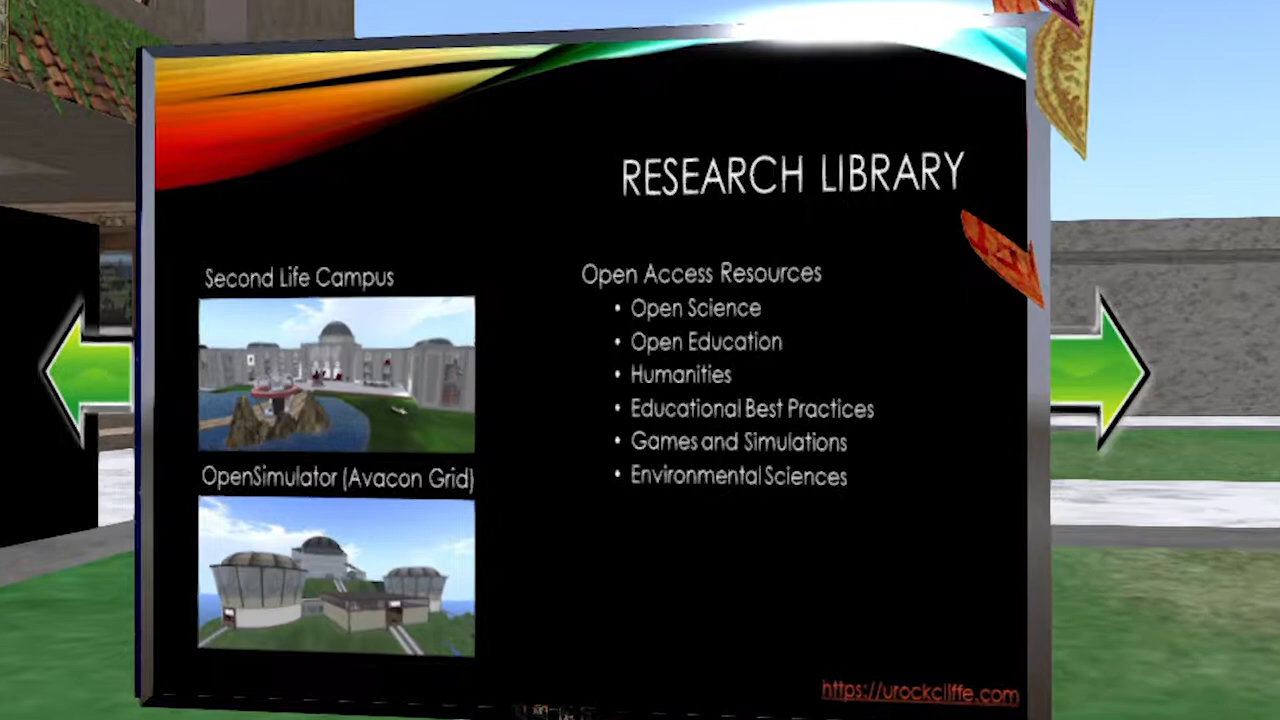 RESEARCH LIBRARY
Second Life Campus
OpenSimulator (Avacon Grid)
Open Access Resources
• Open Science
• Open Education
• Humanities
• Educational Best Practices
• Games and Simulations
• Environmental Sciences
https://urockcliffe.com